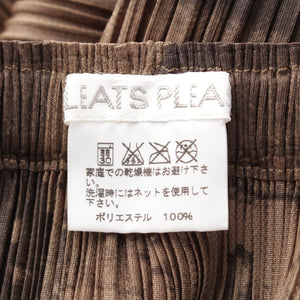 LEATS PLEA
家庭での乾燥機はお避け下さい。
洗濯時にはネットを使用して下さい。
ポリエステル 100%